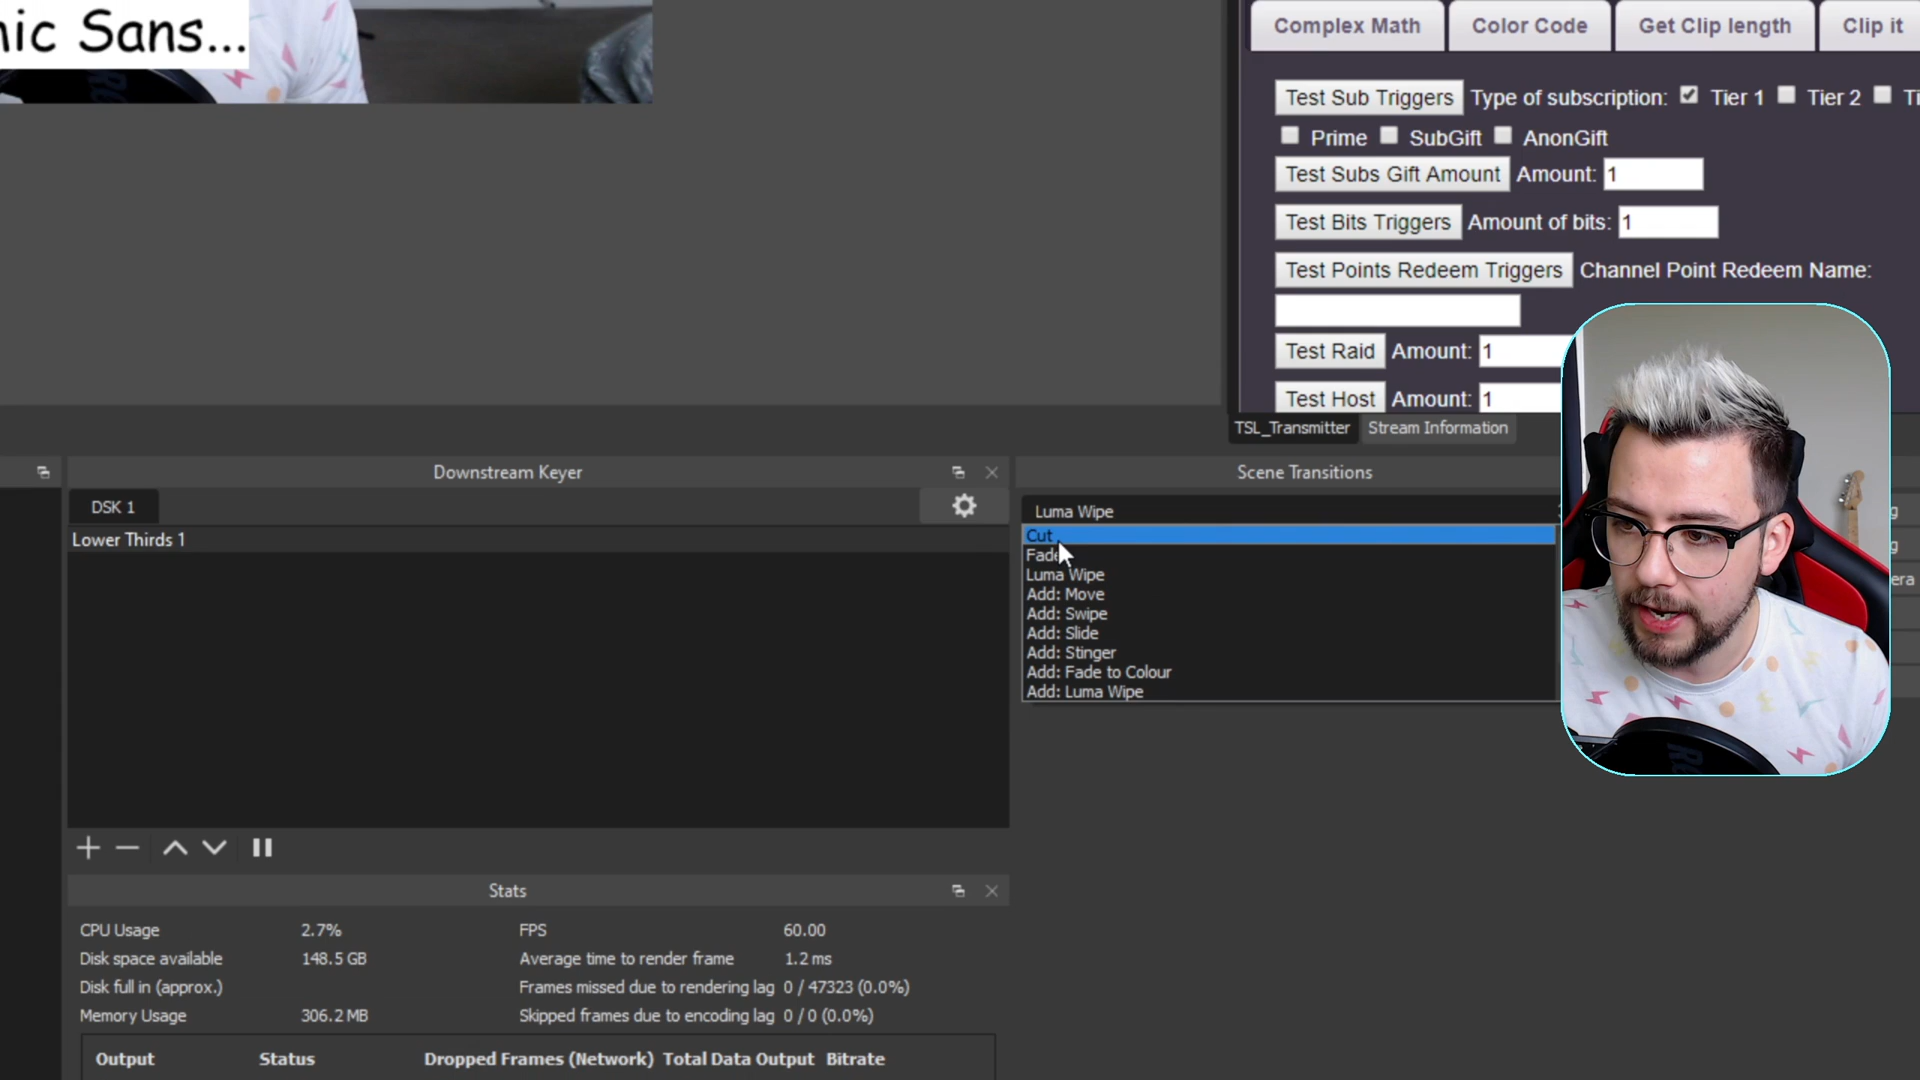 nic Sans...
Complex Math
Color Code
Get Clip length
Clip it
Test Sub Triggers Type of subscription: Tier 1 Tier 2 Ti
Prime SubGift AnonGift
Test Subs Gift Amount Amount: 1
Test Bits Triggers Amount of bits: 1
Test Points Redeem Triggers Channel Point Redeem Name:
Test Raid Amount: 1
Test Host Amount: 1
TSL_Transmitter Stream Information
Downstream Keyer
DSK 1
Lower Thirds 1
Scene Transitions
Luma Wipe
Cut
Fade
Luma Wipe
Add: Move
Add: Swipe
Add: Slide
Add: Stinger
Add: Fade to Colour
Add: Luma Wipe
g
g
era
Stats
CPU Usage 2.7% FPS 60.00
Disk space available 148.5 GB Average time to render frame 1.2 ms
Disk full in (approx.) Frames missed due to rendering lag 0 / 47323 (0.0%)
Memory Usage 306.2 MB Skipped frames due to encoding lag 0 / 0 (0.0%)
Output Status Dropped Frames (Network) Total Data Output Bitrate